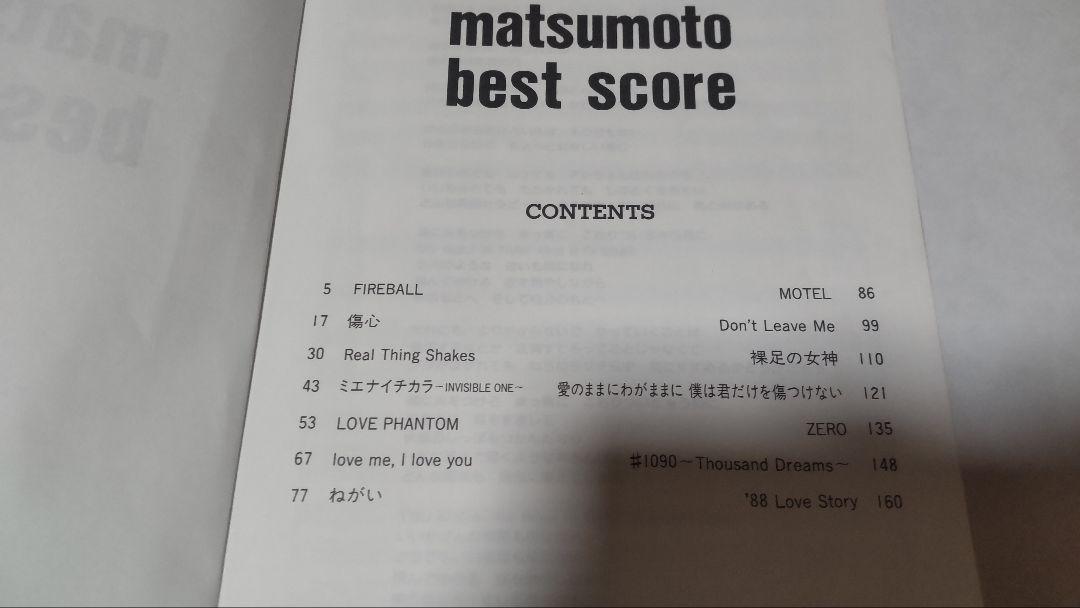 matsumoto
best score
CONTENTS
5 FIREBALL
17 傷心
30 Real Thing Shakes
43 ミエナイチカラ～INVISIBLE ONE～
53 LOVE PHANTOM
67 love me, I love you
77 ねがい
MOTEL 86
Don't Leave Me 99
裸足の女神 110
愛のままにわがままに 僕は君だけを傷つけない 121
ZERO 135
♯1090～Thousand Dreams～ 148
'88 Love Story 160